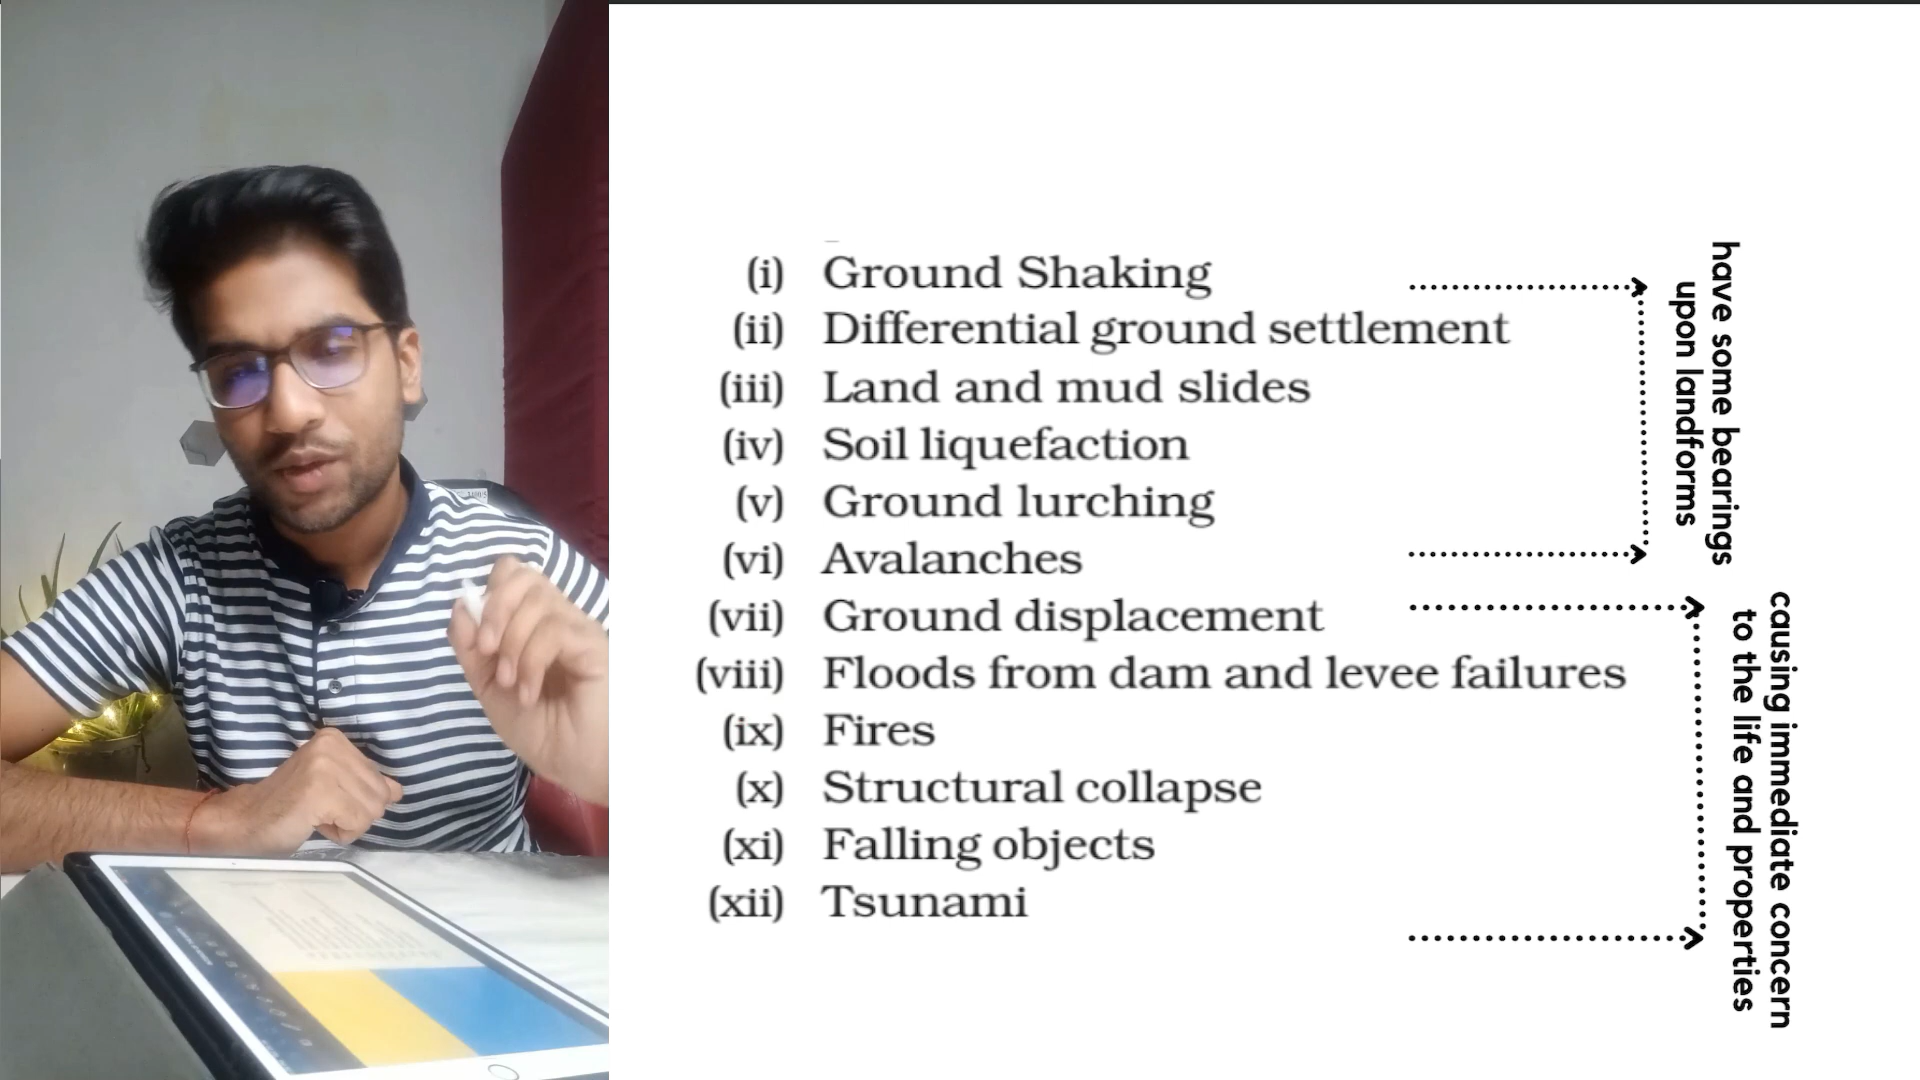 (i) Ground Shaking
(ii) Differential ground settlement
(iii) Land and mud slides
(iv) Soil liquefaction
(v) Ground lurching
(vi) Avalanches
(vii) Ground displacement
(viii) Floods from dam and levee failures
(ix) Fires
(x) Structural collapse
(xi) Falling objects
(xii) Tsunami
have some bearings
upon landforms
causing immediate concern
to the life and properties